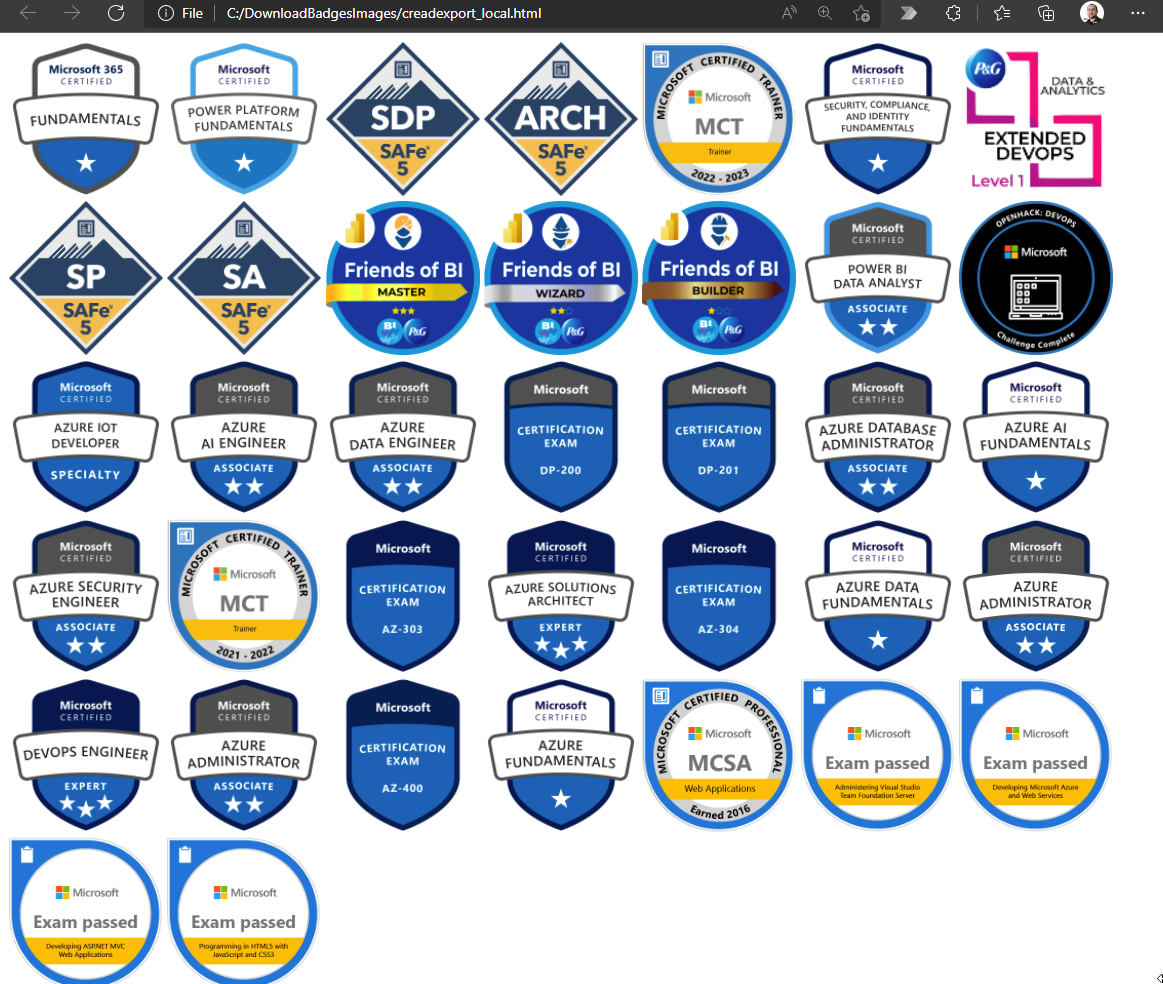 File
C:/DownloadBadgesImages/creadexport_local.html
Microsoft 365
CERTIFIED
FUNDAMENTALS
Microsoft
CERTIFIED
POWER PLATFORM
FUNDAMENTALS
SDP
SAFe®
5
ARCH
SAFe®
5
MICROSOFT CERTIFIED TRAINER
Microsoft
MCT
Trainer
2022 - 2023
Microsoft
CERTIFIED
SECURITY, COMPLIANCE,
AND IDENTITY
FUNDAMENTALS
P&G
DATA &
ANALYTICS
EXTENDED
DEVOPS
Level 1
SP
SAFe®
5
SA
SAFe®
5
Friends of BI
MASTER
BI
P&G
Friends of BI
WIZARD
BI
P&G
Friends of BI
BUILDER
BI
P&G
Microsoft
CERTIFIED
POWER BI
DATA ANALYST
ASSOCIATE
OPENHACK: DEVOPS
Microsoft
Challenge Complete
Microsoft
CERTIFIED
AZURE IOT
DEVELOPER
SPECIALTY
Microsoft
CERTIFIED
AZURE
AI ENGINEER
ASSOCIATE
Microsoft
CERTIFIED
AZURE
DATA ENGINEER
ASSOCIATE
Microsoft
CERTIFICATION
EXAM
DP-200
Microsoft
CERTIFICATION
EXAM
DP-201
Microsoft
CERTIFIED
AZURE DATABASE
ADMINISTRATOR
ASSOCIATE
Microsoft
CERTIFIED
AZURE AI
FUNDAMENTALS
Microsoft
CERTIFIED
AZURE SECURITY
ENGINEER
ASSOCIATE
MICROSOFT CERTIFIED TRAINER
Microsoft
MCT
Trainer
2021 - 2022
Microsoft
CERTIFICATION
EXAM
AZ-303
Microsoft
CERTIFIED
AZURE SOLUTIONS
ARCHITECT
EXPERT
Microsoft
CERTIFICATION
EXAM
AZ-304
Microsoft
CERTIFIED
AZURE DATA
FUNDAMENTALS
Microsoft
CERTIFIED
AZURE
ADMINISTRATOR
ASSOCIATE
Microsoft
CERTIFIED
DEVOPS ENGINEER
EXPERT
Microsoft
CERTIFIED
AZURE
ADMINISTRATOR
ASSOCIATE
Microsoft
CERTIFICATION
EXAM
AZ-400
Microsoft
CERTIFIED
AZURE
FUNDAMENTALS
MICROSOFT CERTIFIED PROFESSIONAL
Microsoft
MCSA
Web Applications
Earned 2016
Microsoft
Exam passed
Administering Visual Studio
Team Foundation Server
Microsoft
Exam passed
Developing Microsoft Azure
and Web Services
Microsoft
Exam passed
Developing ASP.NET MVC
Web Applications
Microsoft
Exam passed
Programming in HTML5 with
JavaScript and CSS3